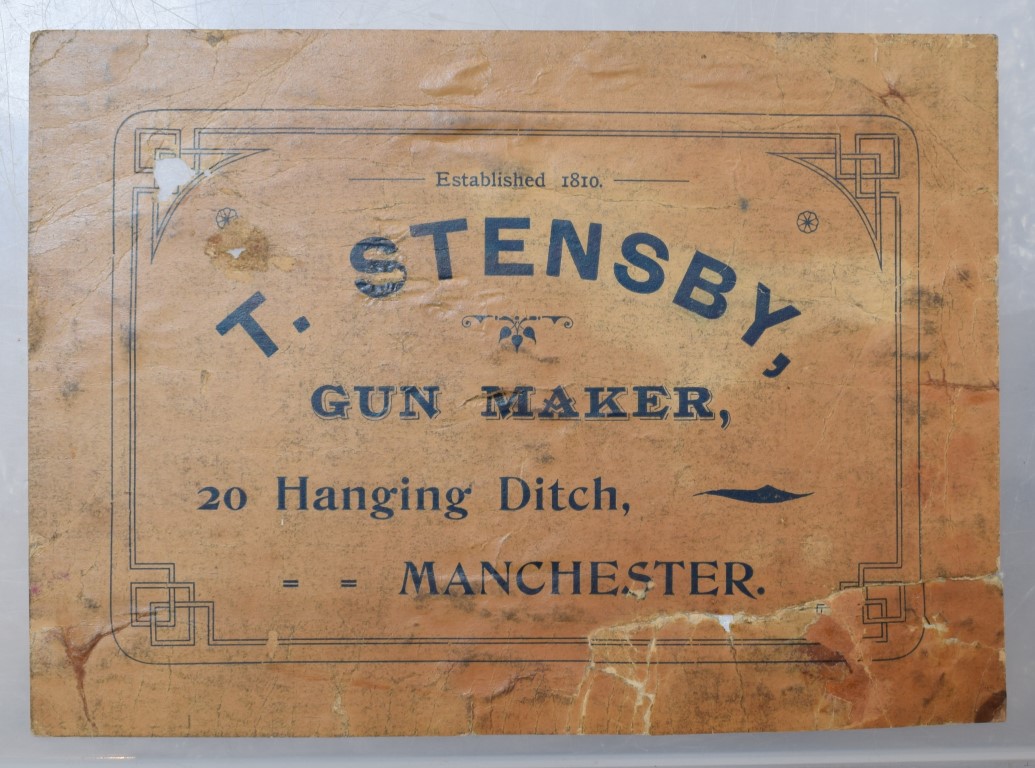 Established 1810.
T. STENSBY,
GUN MAKER,
20 Hanging Ditch,
= = MANCHESTER.